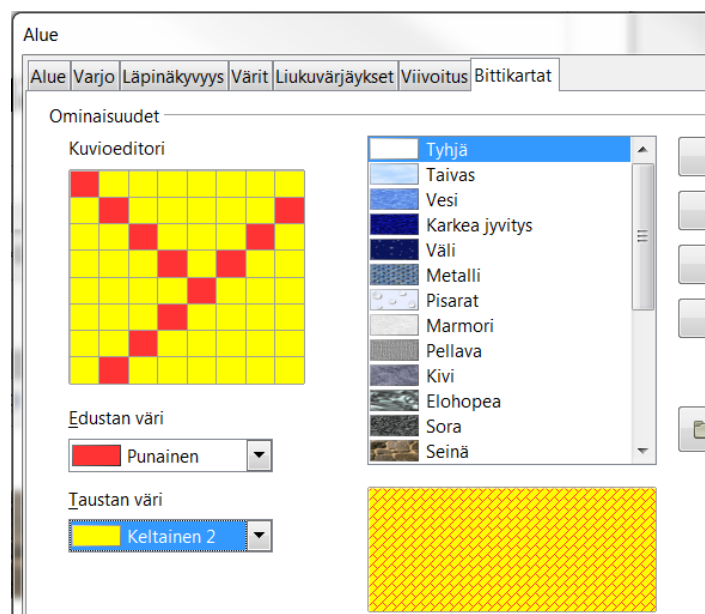 Alue
Alue Varjo Läpinäkyvyys Värit Liukuvärjäykset Viivoitus Bittikartat
Ominaisuudet
Kuvioeditori
Tyhjä
Taivas
Vesi
Karkea jyvitys
Väli
Metalli
Pisarat
Marmori
Pellava
Kivi
Elohopea
Sora
Seinä
Edustan väri
Punainen
Taustan väri
Keltainen 2